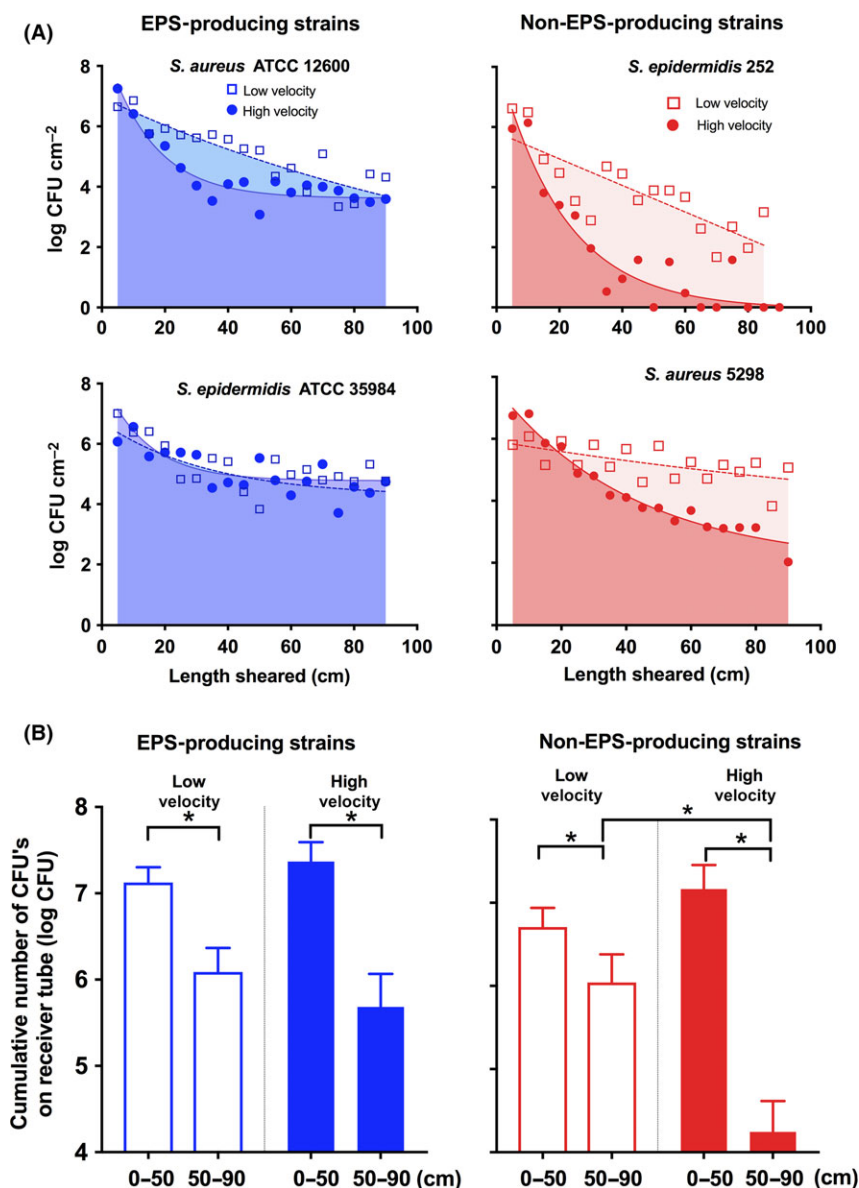 (A)
EPS-producing strains
Non-EPS-producing strains
S. aureus ATCC 12600
Low velocity
High velocity
S. epidermidis 252
Low velocity
High velocity
log CFU cm⁻²
8
6
4
2
0
0 20 40 60 80 100
0 20 40 60 80 100
S. epidermidis ATCC 35984
S. aureus 5298
log CFU cm⁻²
8
6
4
2
0
0 20 40 60 80 100
0 20 40 60 80 100
Length sheared (cm)
Length sheared (cm)
(B)
EPS-producing strains
Non-EPS-producing strains
Low
velocity
High
velocity
Low
velocity
High
velocity
*
*
*
*
*
Cumulative number of CFU's
on receiver tube (log CFU)
8
7
6
5
4
0–50 50–90 0–50 50–90 (cm)
0–50 50–90 0–50 50–90 (cm)